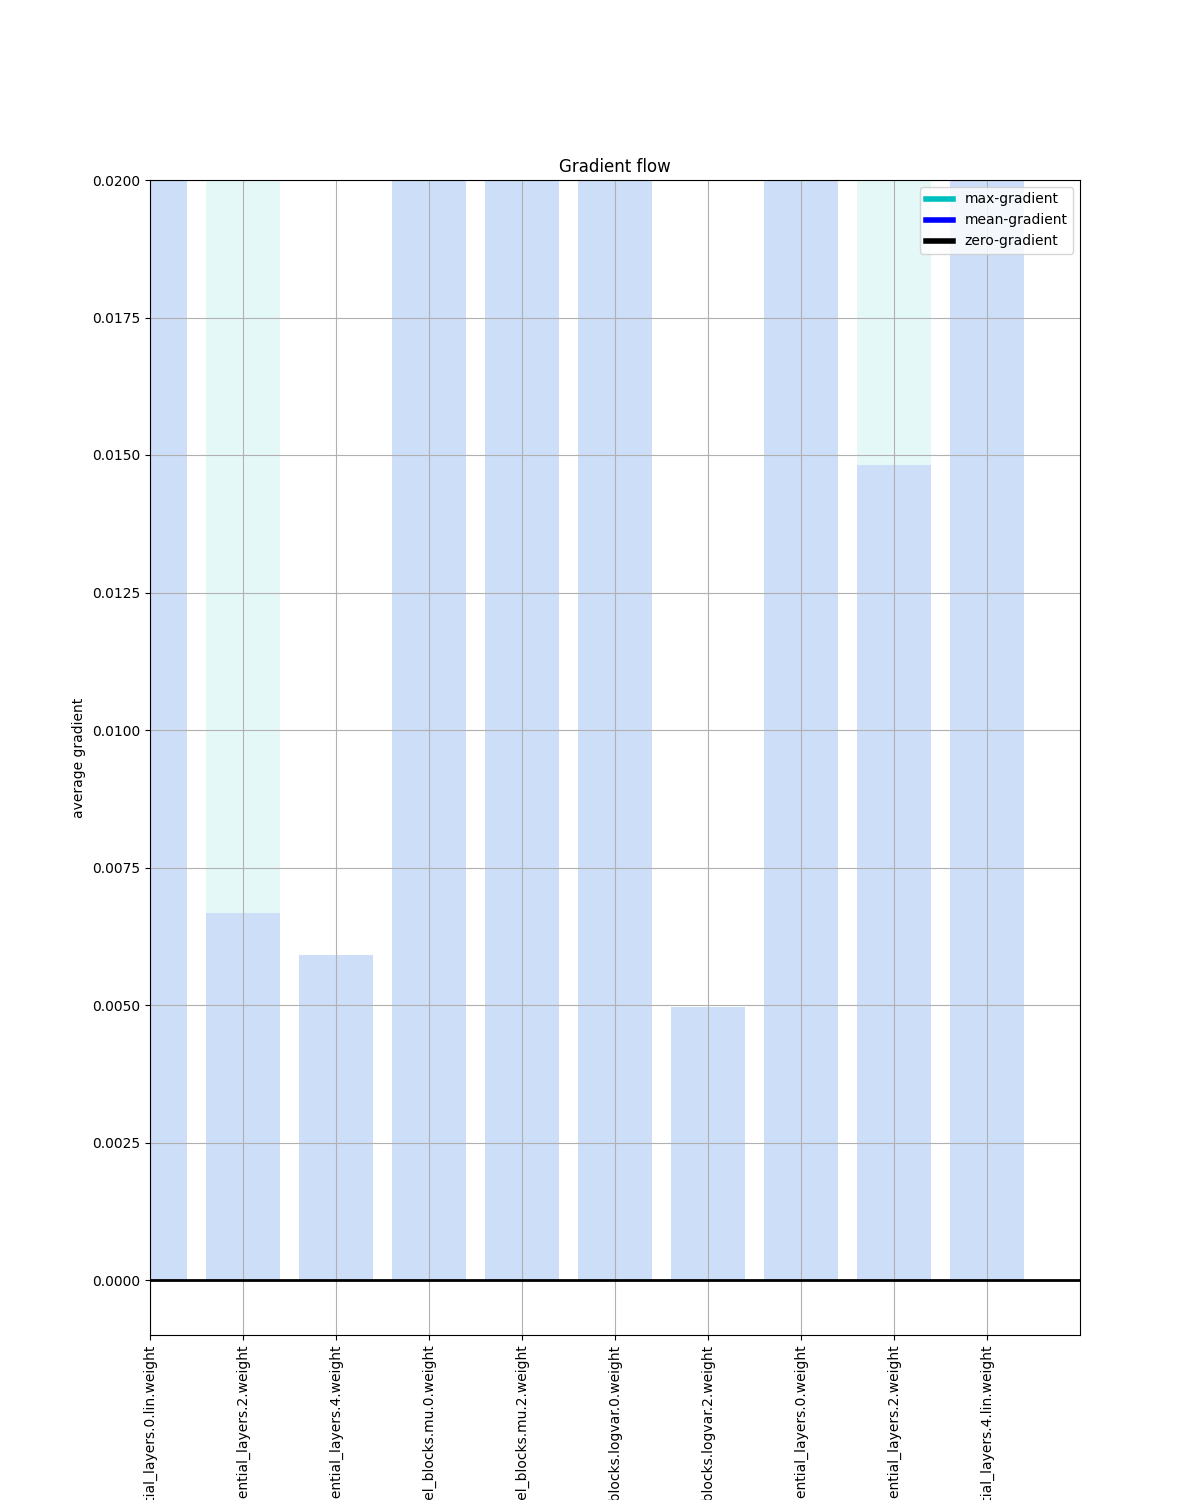 Gradient flow
max-gradient
mean-gradient
zero-gradient
0.0200
0.0175
0.0150
0.0125
0.0100
0.0075
0.0050
0.0025
0.0000
average gradient
tial_layers.0.lin.weight
ential_layers.2.weight
ential_layers.4.weight
el_blocks.mu.0.weight
el_blocks.mu.2.weight
blocks.logvar.0.weight
blocks.logvar.2.weight
ential_layers.0.weight
ential_layers.2.weight
tial_layers.4.lin.weight